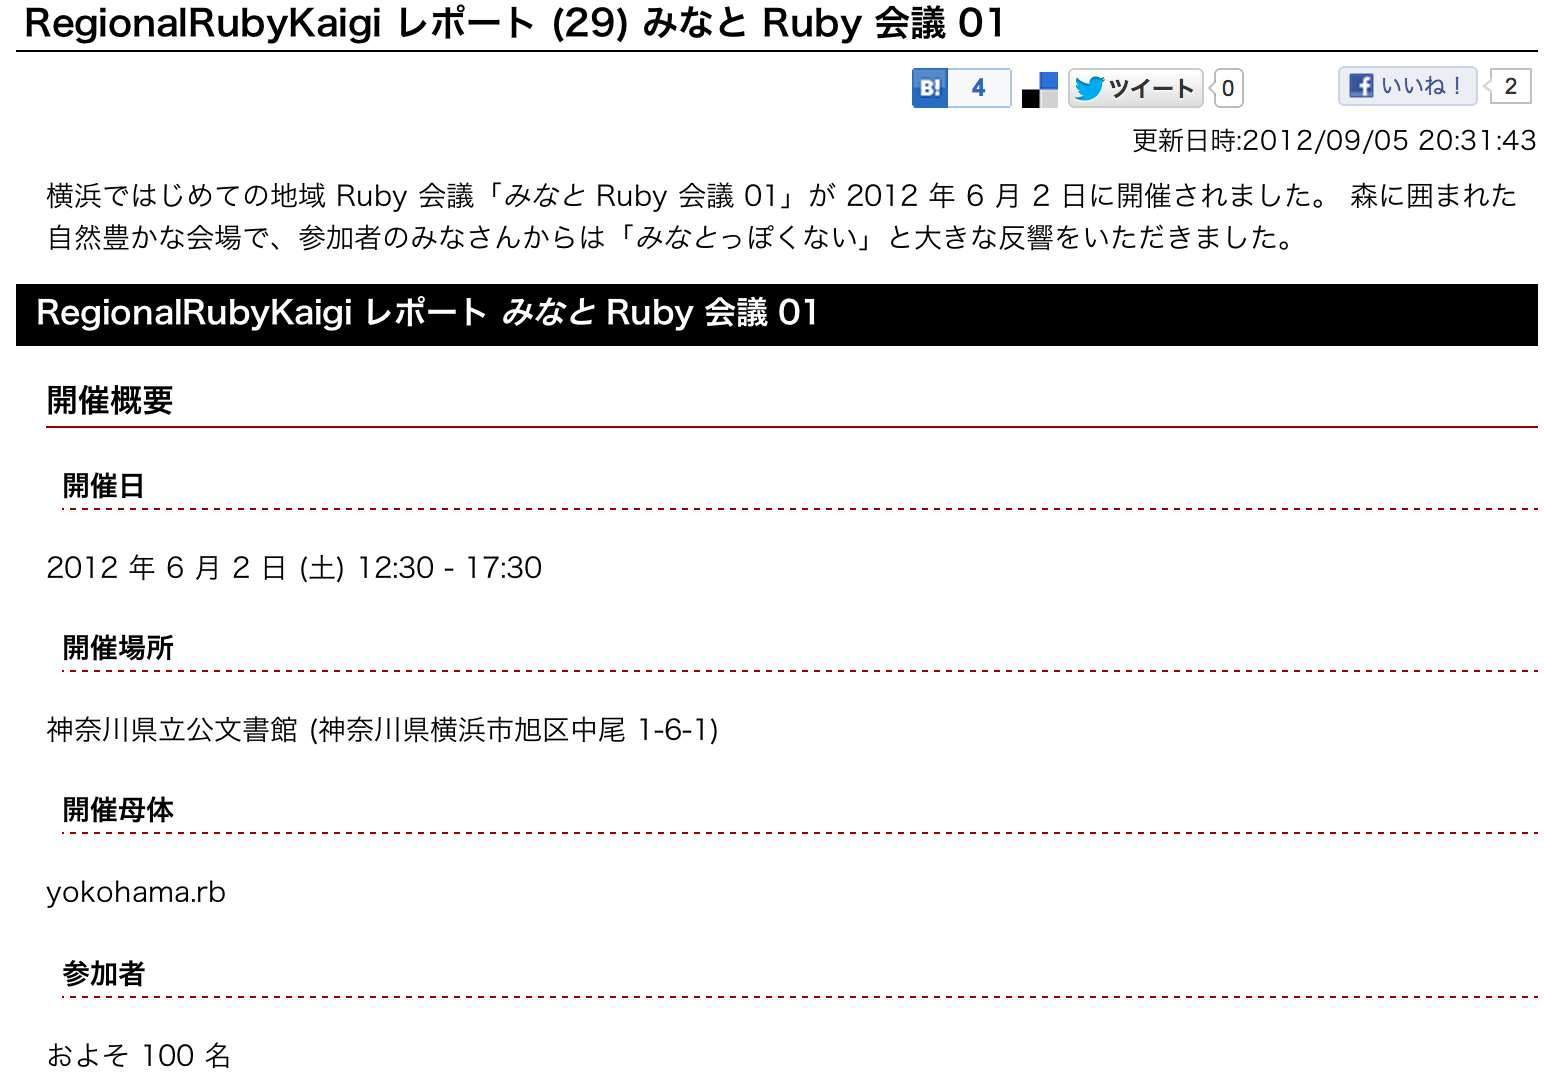 RegionalRubyKaigi レポート (29) みなと Ruby 会議 01
B! 4 ツイート 0 いいね！ 2
更新日時:2012/09/05 20:31:43
横浜ではじめての地域 Ruby 会議「みなと Ruby 会議 01」が 2012 年 6 月 2 日に開催されました。 森に囲まれた
自然豊かな会場で、参加者のみなさんからは「みなとっぽくない」と大きな反響をいただきました。
RegionalRubyKaigi レポート みなと Ruby 会議 01
開催概要
開催日
2012 年 6 月 2 日 (土) 12:30 - 17:30
開催場所
神奈川県立公文書館 (神奈川県横浜市旭区中尾 1-6-1)
開催母体
yokohama.rb
参加者
およそ 100 名